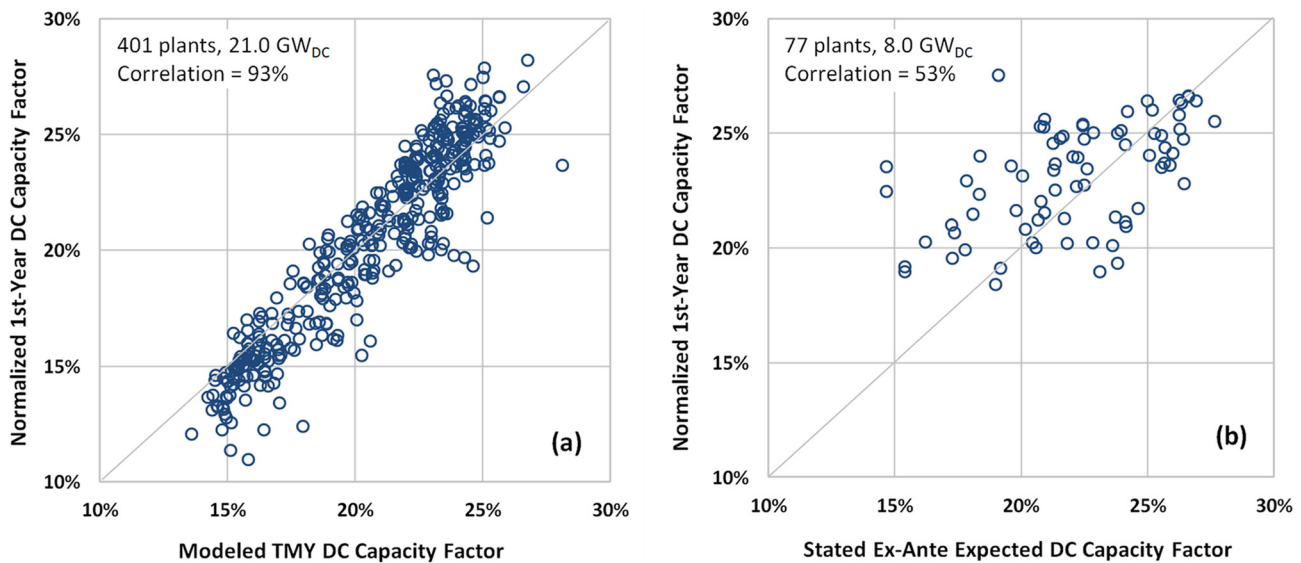 30%
25%
20%
15%
10%
10%
15%
20%
25%
30%
Normalized 1st-Year DC Capacity Factor
401 plants, 21.0 GWDC
Correlation = 93%
(a)
Modeled TMY DC Capacity Factor
30%
25%
20%
15%
10%
10%
15%
20%
25%
30%
Normalized 1st-Year DC Capacity Factor
77 plants, 8.0 GWDC
Correlation = 53%
(b)
Stated Ex-Ante Expected DC Capacity Factor